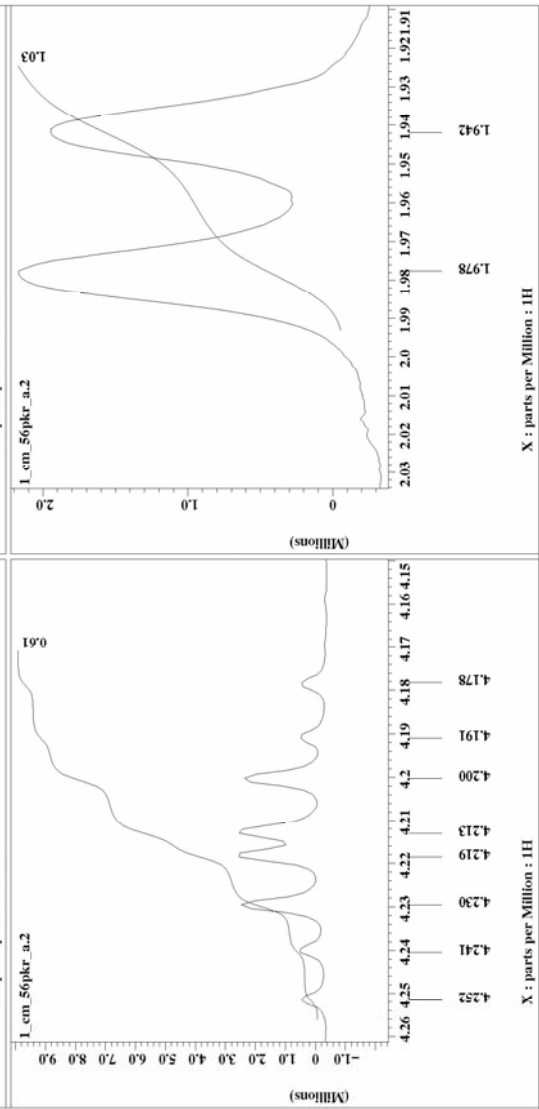 1_cm_56pkr_a.2
0.61
(Millions)
9.0
8.0
7.0
6.0
5.0
4.0
3.0
2.0
1.0
0
-1.0
4.26 4.25 4.24 4.23 4.22 4.21 4.2 4.19 4.18 4.17 4.16 4.15
4.252 4.241 4.230 4.219 4.213 4.200 4.191 4.178
X : parts per Million : 1H
1_cm_56pkr_a.2
1.03
(Millions)
2.0
1.0
0
2.03 2.02 2.01 2.0 1.99 1.98 1.97 1.96 1.95 1.94 1.93 1.92 1.91
1.978 1.942
X : parts per Million : 1H